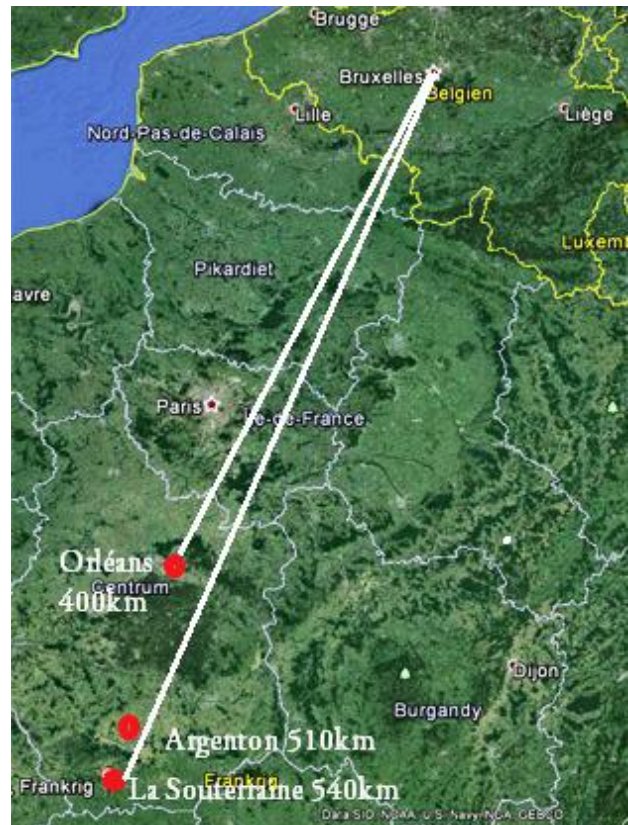 Brugge
Bruxelles
Belgien
Lille
Liège
Nord-Pas-de-Calais
Luxemb
Pikardiet
avre
Paris
Île-de-France
Orléans
Centrum
400km
Dijon
Burgandy
Argenton 510km
Frankrig
La Souterraine 540km
Frankrig
Data SIO, NOAA, U.S. Navy, NGA, GEBCO